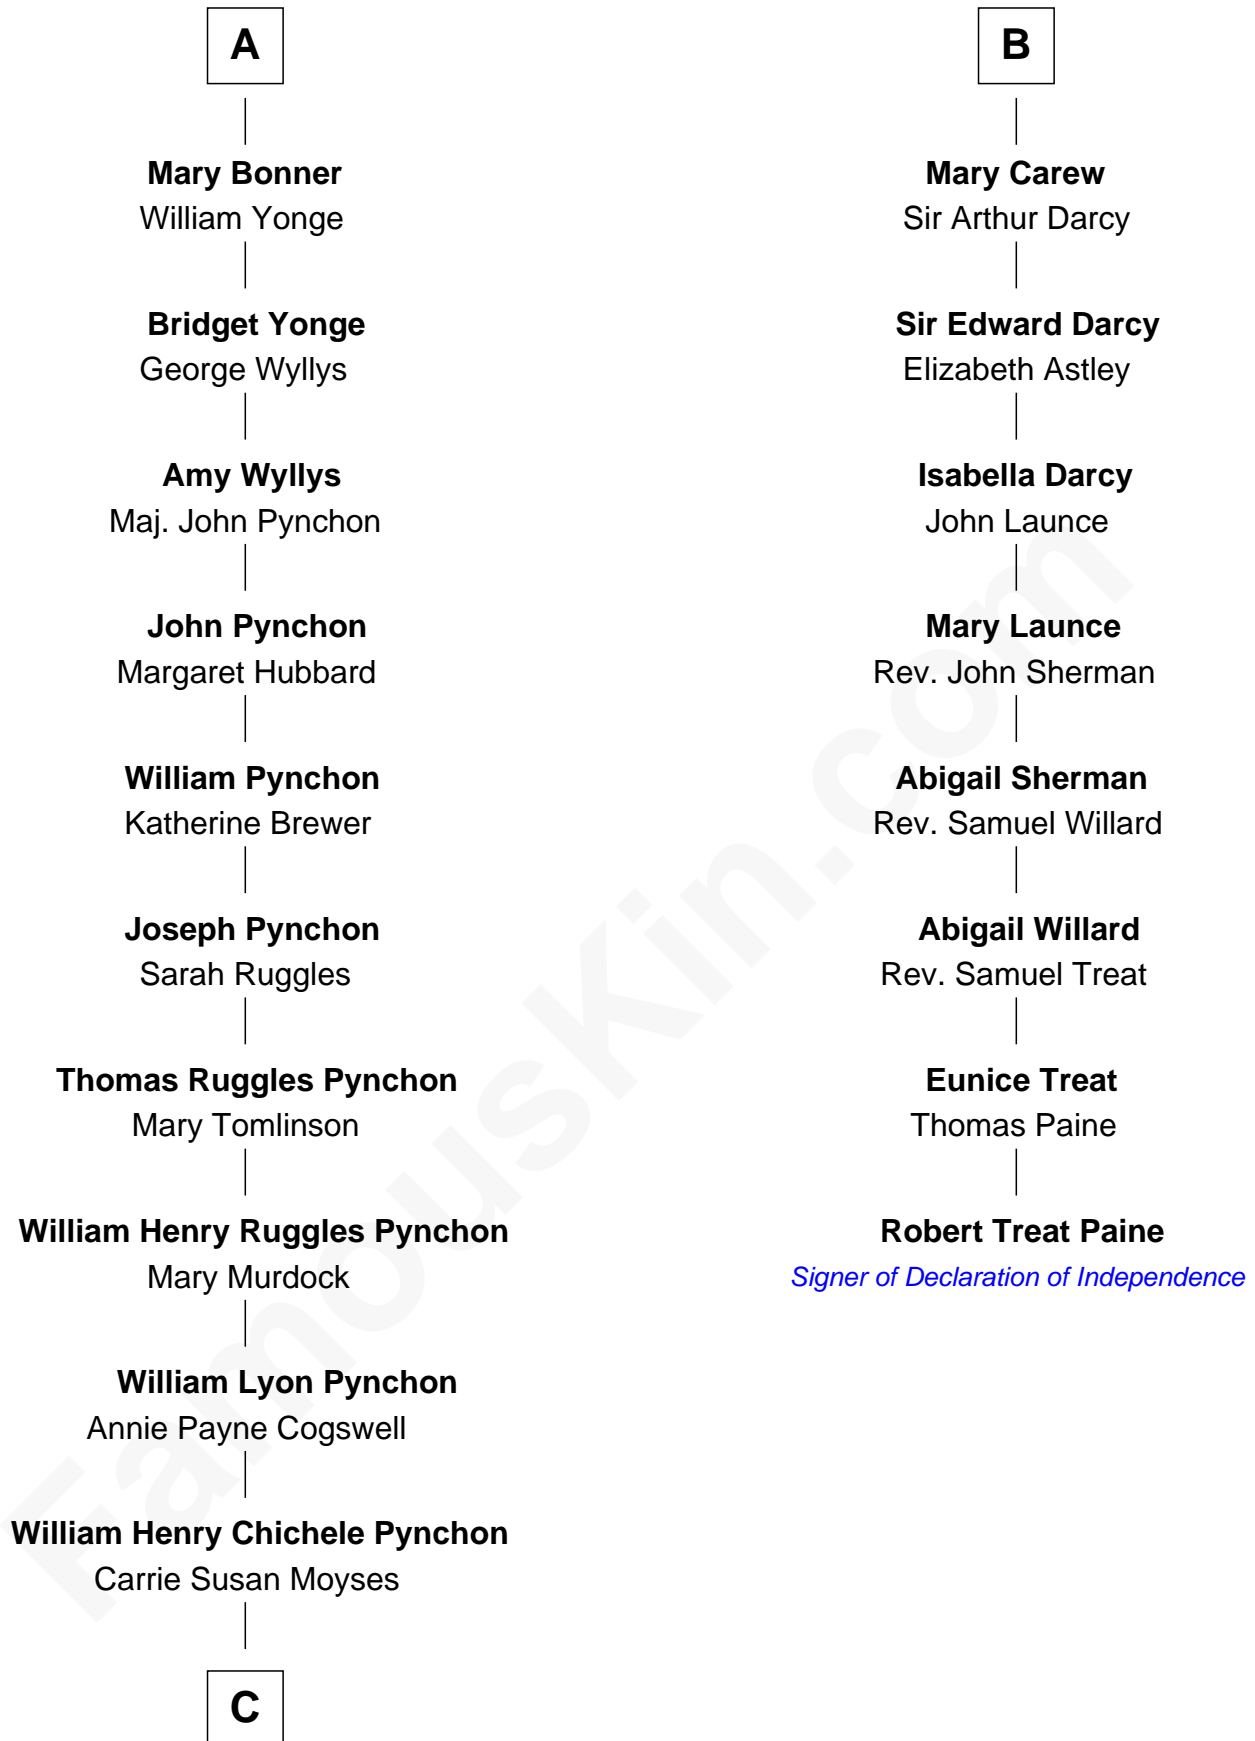 A
Mary Bonner
William Yonge
Bridget Yonge
George Wyllys
Amy Wyllys
Maj. John Pynchon
John Pynchon
Margaret Hubbard
William Pynchon
Katherine Brewer
Joseph Pynchon
Sarah Ruggles
Thomas Ruggles Pynchon
Mary Tomlinson
William Henry Ruggles Pynchon
Mary Murdock
William Lyon Pynchon
Annie Payne Cogswell
William Henry Chichele Pynchon
Carrie Susan Moyses
C
B
Mary Carew
Sir Arthur Darcy
Sir Edward Darcy
Elizabeth Astley
Isabella Darcy
John Launce
Mary Launce
Rev. John Sherman
Abigail Sherman
Rev. Samuel Willard
Abigail Willard
Rev. Samuel Treat
Eunice Treat
Thomas Paine
Robert Treat Paine
Signer of Declaration of Independence
FamousKin.com